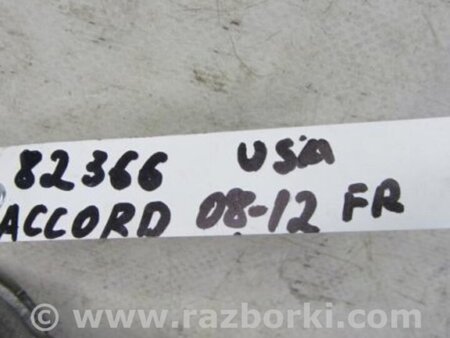 82366 USA
ACCORD 08-12 FR
www.razborki.com